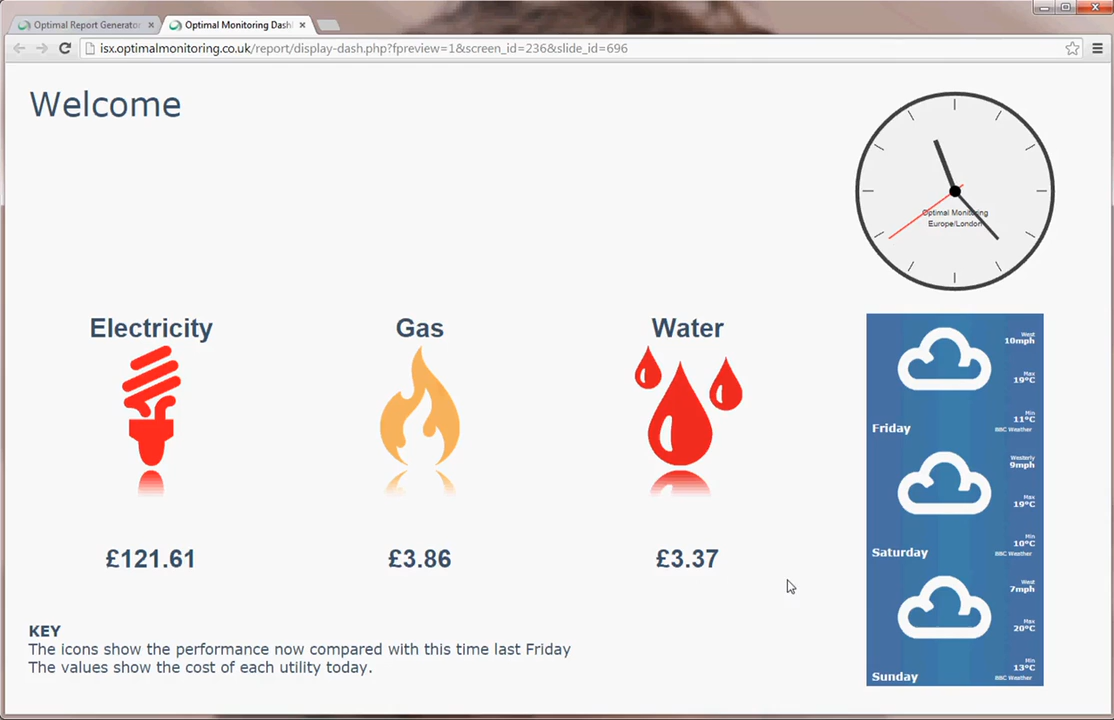 Optimal Report Generator
Optimal Monitoring Dash
isx.optimalmonitoring.co.uk/report/display-dash.php?fpreview=1&screen_id=236&slide_id=696
Welcome
Optimal Monitoring
Europe/London
Electricity
Gas
Water
£121.61
£3.86
£3.37
KEY
The icons show the performance now compared with this time last Friday
The values show the cost of each utility today.
West
10mph
Max
19°C
Min
11°C
Friday
BBC Weather
Westerly
9mph
Max
19°C
Min
10°C
Saturday
BBC Weather
West
7mph
Max
20°C
Min
13°C
Sunday
BBC Weather